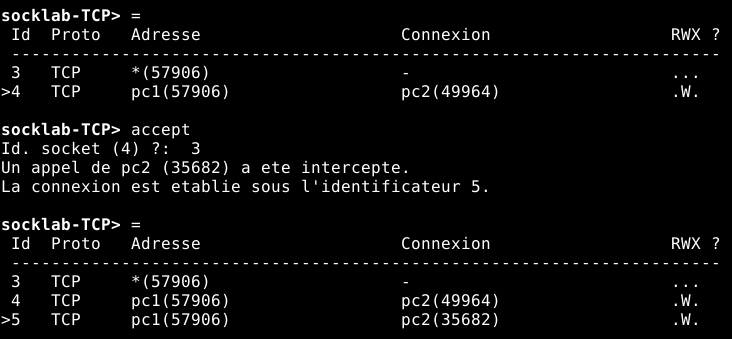 socklab-TCP> =
Id Proto Adresse Connexion RWX ?
-----------------------------------------------------------------------
3 TCP *(57906) - ...
>4 TCP pc1(57906) pc2(49964) .W.
socklab-TCP> accept
Id. socket (4) ?: 3
Un appel de pc2 (35682) a ete intercepte.
La connexion est etablie sous l'identificateur 5.
socklab-TCP> =
Id Proto Adresse Connexion RWX ?
-----------------------------------------------------------------------
3 TCP *(57906) - ...
4 TCP pc1(57906) pc2(49964) .W.
>5 TCP pc1(57906) pc2(35682) .W.